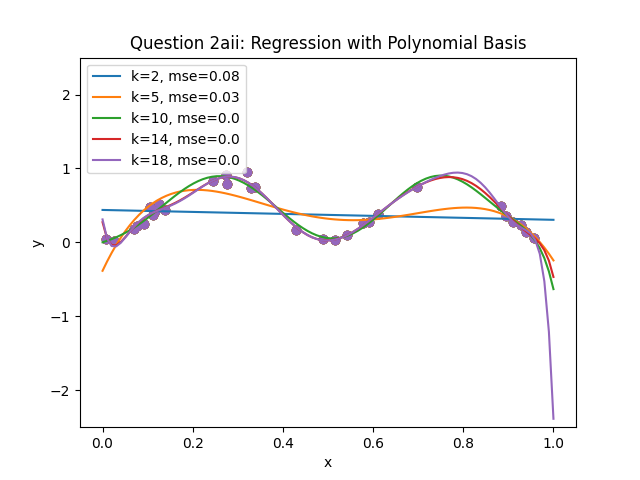 Question 2aii: Regression with Polynomial Basis
k=2, mse=0.08
k=5, mse=0.03
k=10, mse=0.0
k=14, mse=0.0
k=18, mse=0.0
y
2
1
0
−1
−2
0.0 0.2 0.4 0.6 0.8 1.0
x